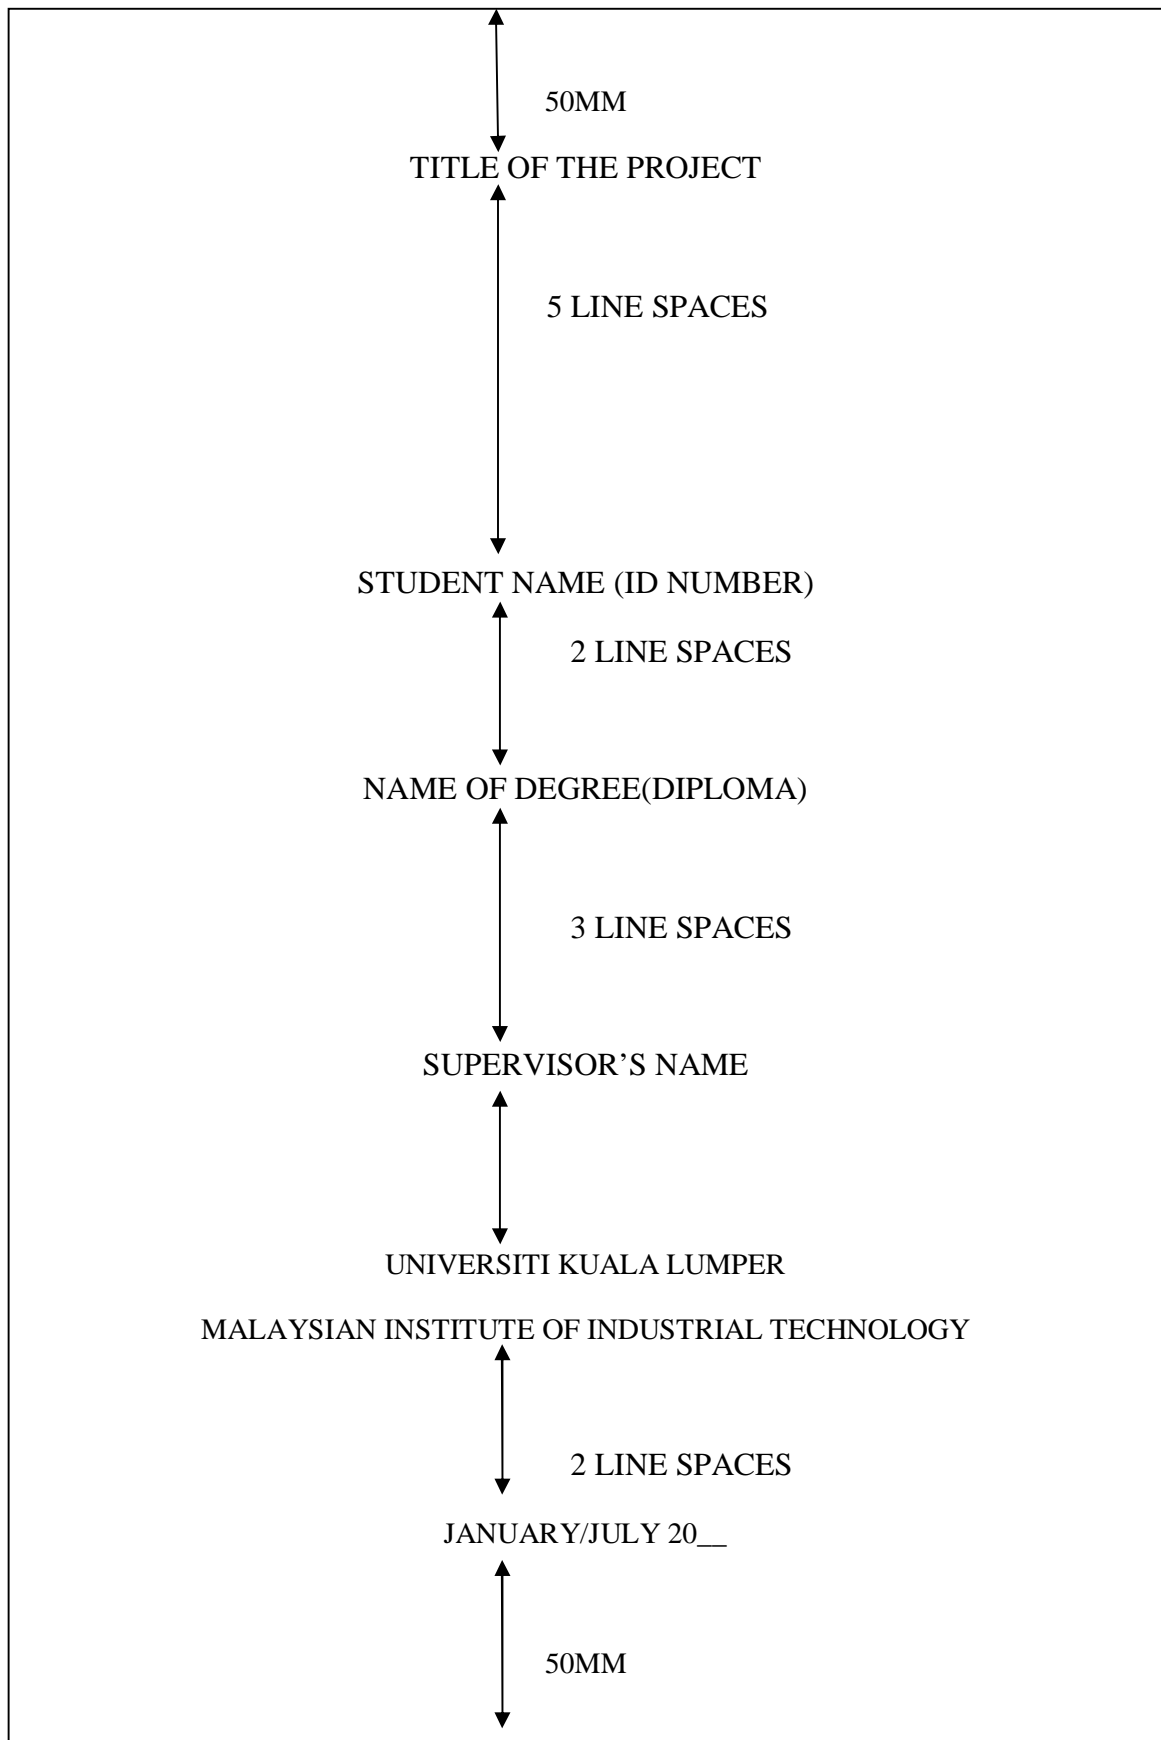 50MM
TITLE OF THE PROJECT
5 LINE SPACES
STUDENT NAME (ID NUMBER)
2 LINE SPACES
NAME OF DEGREE(DIPLOMA)
3 LINE SPACES
SUPERVISOR’S NAME
UNIVERSITI KUALA LUMPER
MALAYSIAN INSTITUTE OF INDUSTRIAL TECHNOLOGY
2 LINE SPACES
JANUARY/JULY 20__
50MM